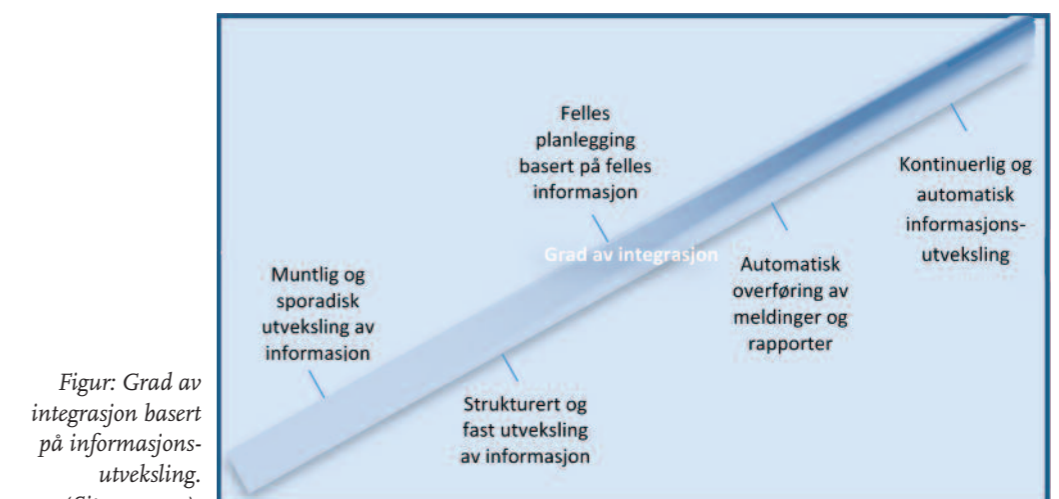 Felles
planlegging
basert på felles
informasjon
Kontinuerlig og
automatisk
informasjons-
utveksling
Grad av integrasjon
Muntlig og
sporadisk
utveksling av
informasjon
Automatisk
overføring av
meldinger og
rapporter
Strukturert og
fast utveksling
av informasjon
Figur: Grad av
integrasjon basert
på informasjons-
utveksling.